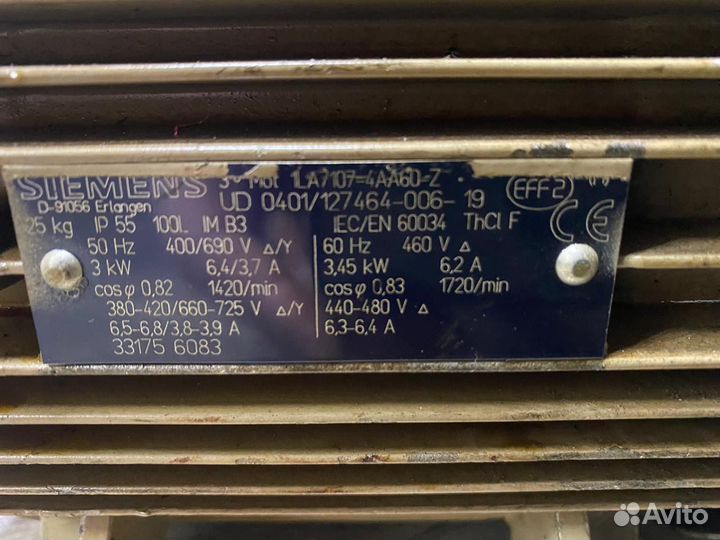 SIEMENS 3~ Mot 1LA7107-4AA60-Z
D-91056 Erlangen UD 0401/127464-006-19 EFF2
25 kg IP 55 100L IM B3 IEC/EN 60034 ThCl F CE
50 Hz 400/690 V △/Y 60 Hz 460 V △
3 kW 6,4/3,7 A 3,45 kW 6,2 A
cos φ 0,82 1420/min cos φ 0,83 1720/min
380-420/660-725 V △/Y 440-480 V △
6,5-6,8/3,8-3,9 A 6,3-6,4 A
33175 6083
Avito